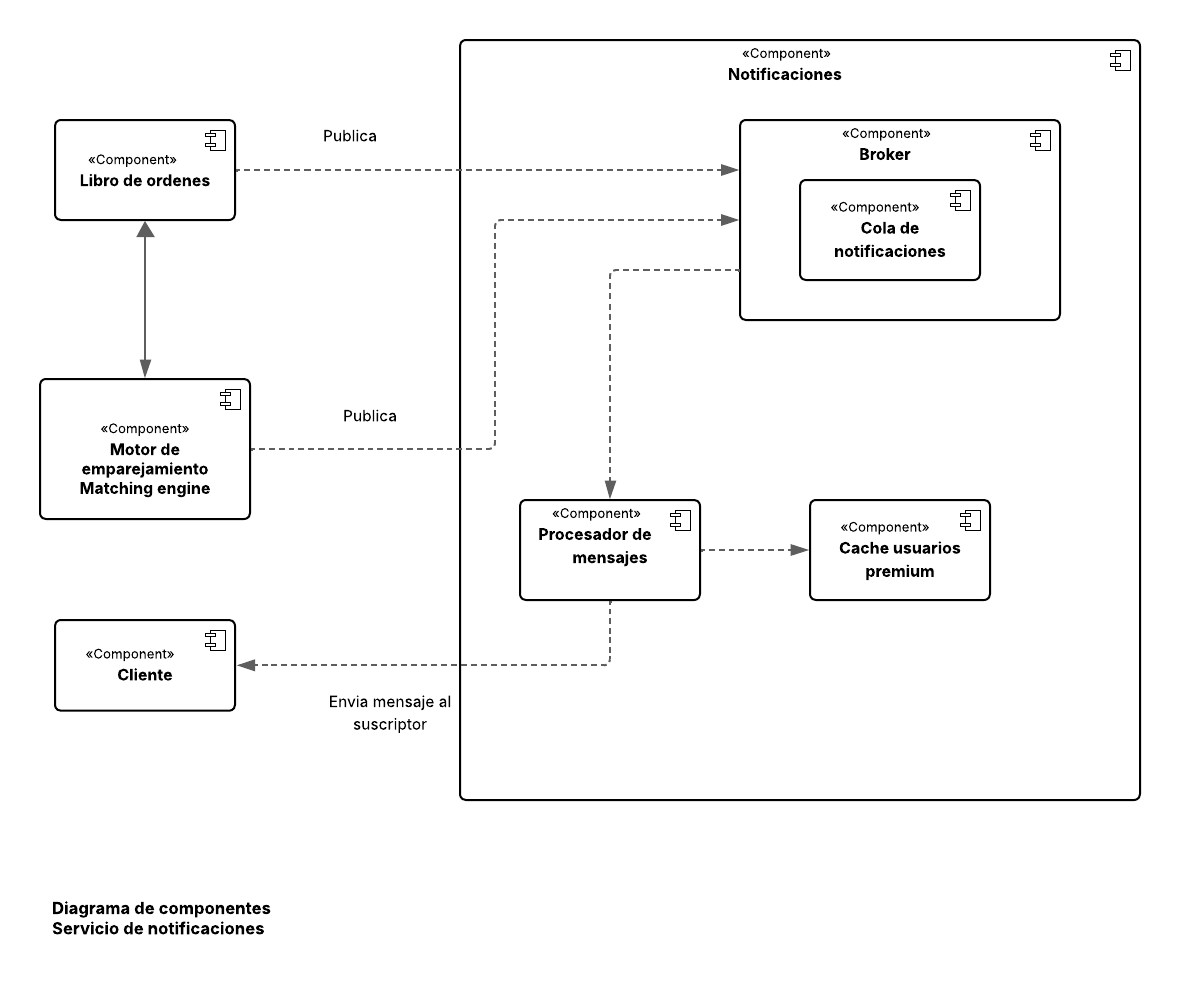 «Component»
Notificaciones
«Component»
Libro de ordenes
Publica
«Component»
Broker
«Component»
Cola de
notificaciones
«Component»
Motor de
emparejamiento
Matching engine
Publica
«Component»
Procesador de
mensajes
«Component»
Cache usuarios
premium
«Component»
Cliente
Envia mensaje al
suscriptor
Diagrama de componentes
Servicio de notificaciones